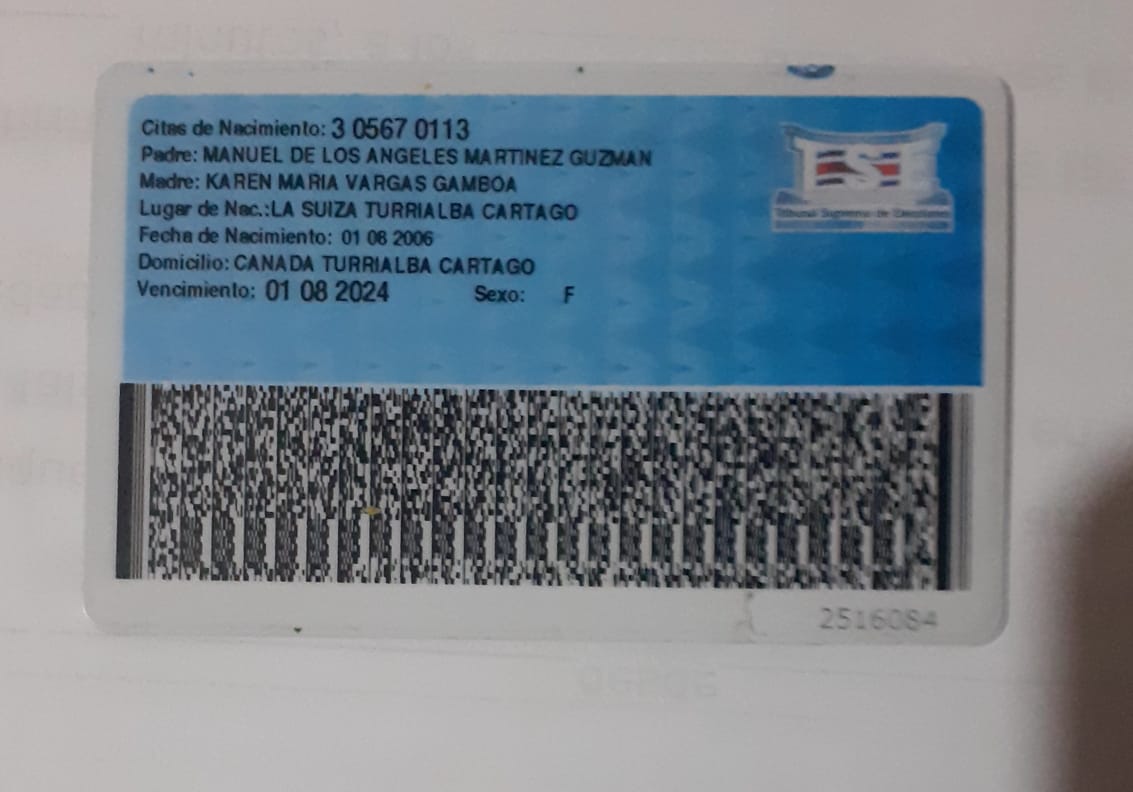 Citas de Nacimiento: 3 0567 0113
Padre: MANUEL DE LOS ANGELES MARTINEZ GUZMAN
Madre: KAREN MARIA VARGAS GAMBOA
Lugar de Nac.:LA SUIZA TURRIALBA CARTAGO
Fecha de Nacimiento: 01 08 2006
Domicilio: CANADA TURRIALBA CARTAGO
Vencimiento: 01 08 2024 Sexo: F
TSE
Tribunal Supremo de Elecciones
2516084